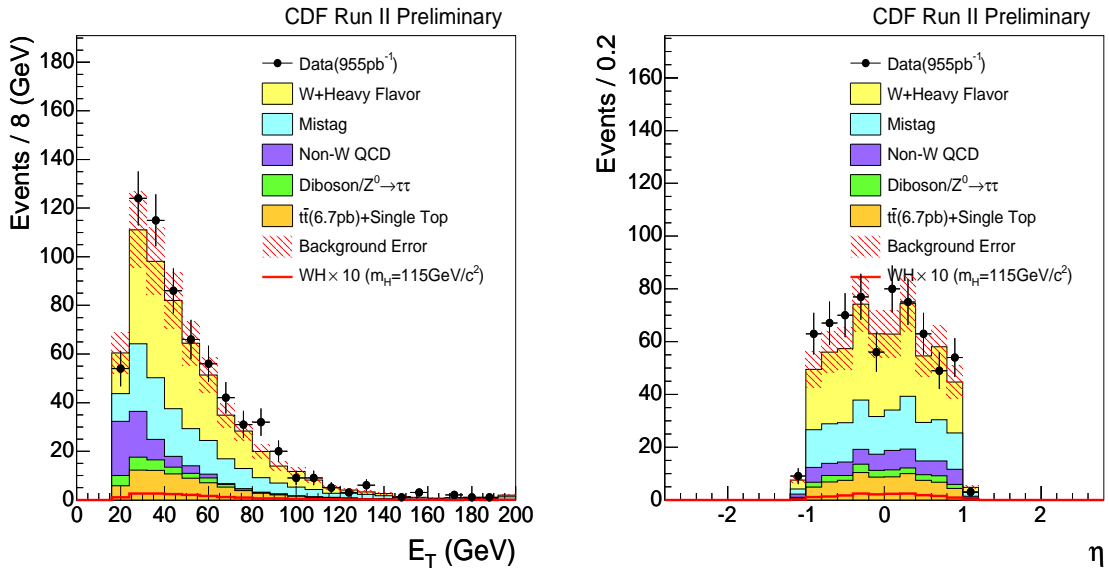 CDF Run II Preliminary
Events / 8 (GeV)
180
160
140
120
100
80
60
40
20
0
Data(955pb⁻¹)
W+Heavy Flavor
Mistag
Non-W QCD
Diboson/Z⁰→ττ
tt̄(6.7pb)+Single Top
Background Error
WH×10 (m_H=115GeV/c²)
0 20 40 60 80 100 120 140 160 180 200
E_T (GeV)
CDF Run II Preliminary
Events / 0.2
160
140
120
100
80
60
40
20
0
Data(955pb⁻¹)
W+Heavy Flavor
Mistag
Non-W QCD
Diboson/Z⁰→ττ
tt̄(6.7pb)+Single Top
Background Error
WH×10 (m_H=115GeV/c²)
-2 -1 0 1 2
η